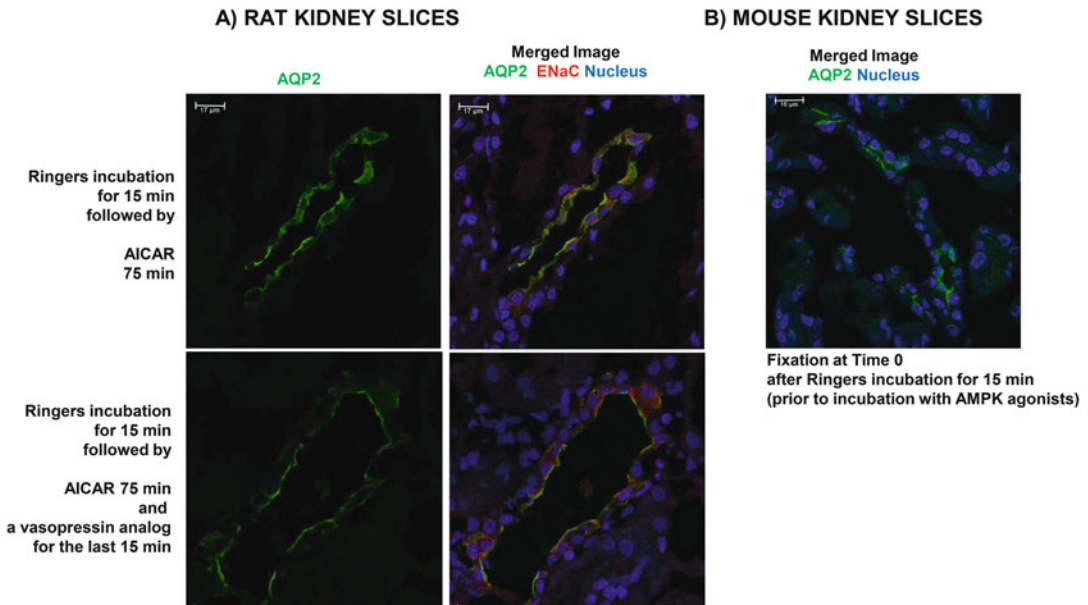 A) RAT KIDNEY SLICES
B) MOUSE KIDNEY SLICES
AQP2
Merged Image
AQP2 ENaC Nucleus
Merged Image
AQP2 Nucleus
17 µm
17 µm
16 µm
Ringers incubation
for 15 min
followed by
AICAR
75 min
Fixation at Time 0
after Ringers incubation for 15 min
(prior to incubation with AMPK agonists)
Ringers incubation
for 15 min
followed by
AICAR 75 min
and
a vasopressin analog
for the last 15 min